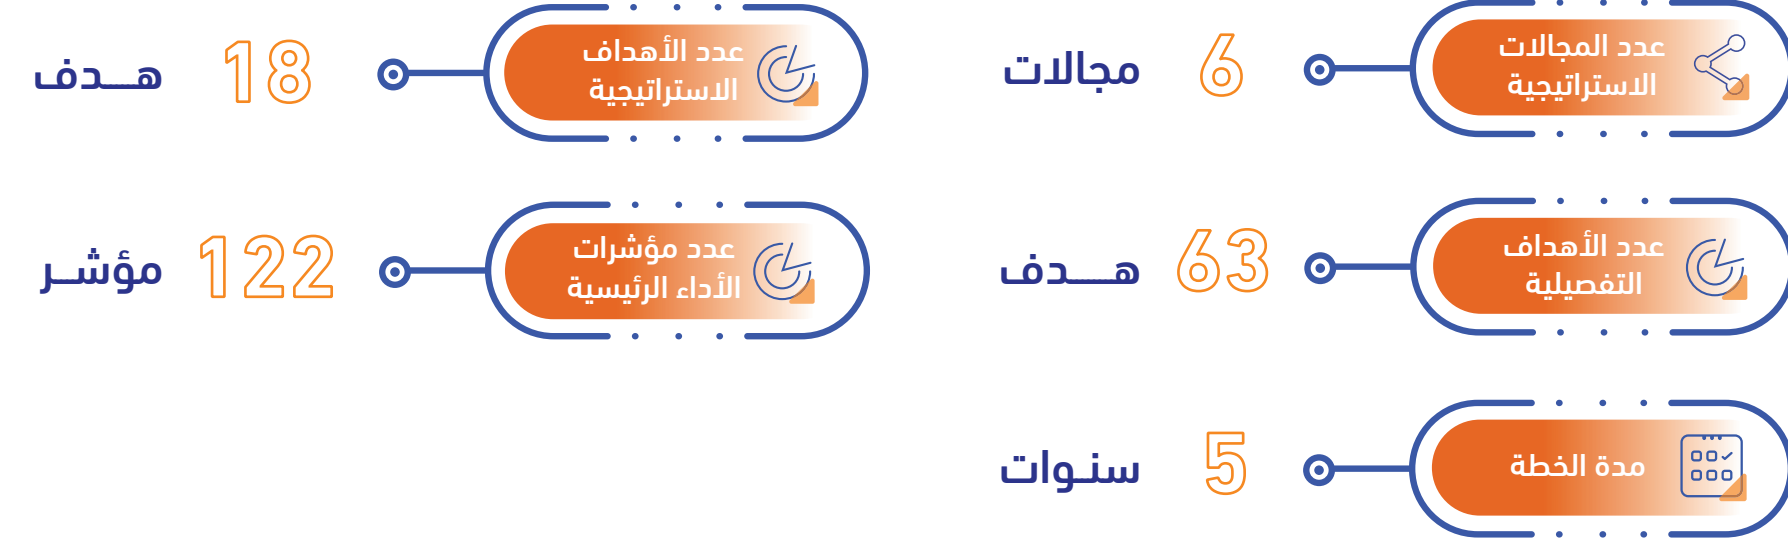 عدد المجالات
الاستراتيجية
6
مجالات
عدد الأهداف
الاستراتيجية
18
هـــدف
عدد الأهداف
التفصيلية
63
هـــدف
عدد مؤشرات
الأداء الرئيسية
122
مؤشـر
مدة الخطة
5
سنـوات